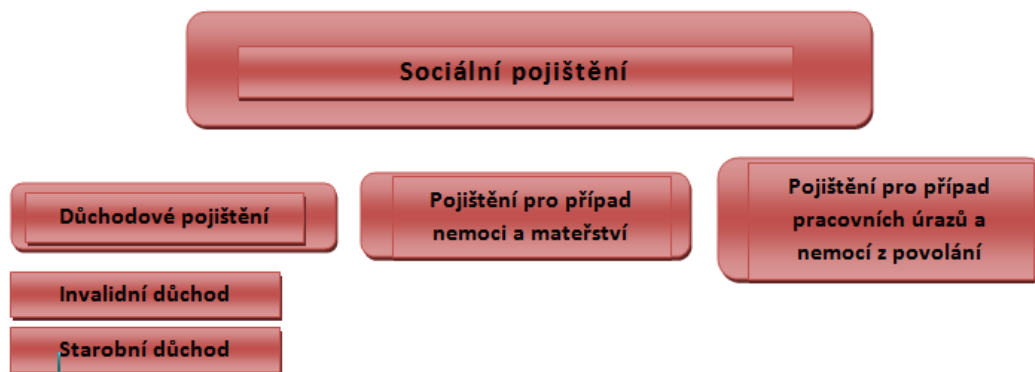 Sociální pojištění
Důchodové pojištění
Pojištění pro případ
nemoci a mateřství
Pojištění pro případ
pracovních úrazů a
nemocí z povolání
Invalidní důchod
Starobní důchod